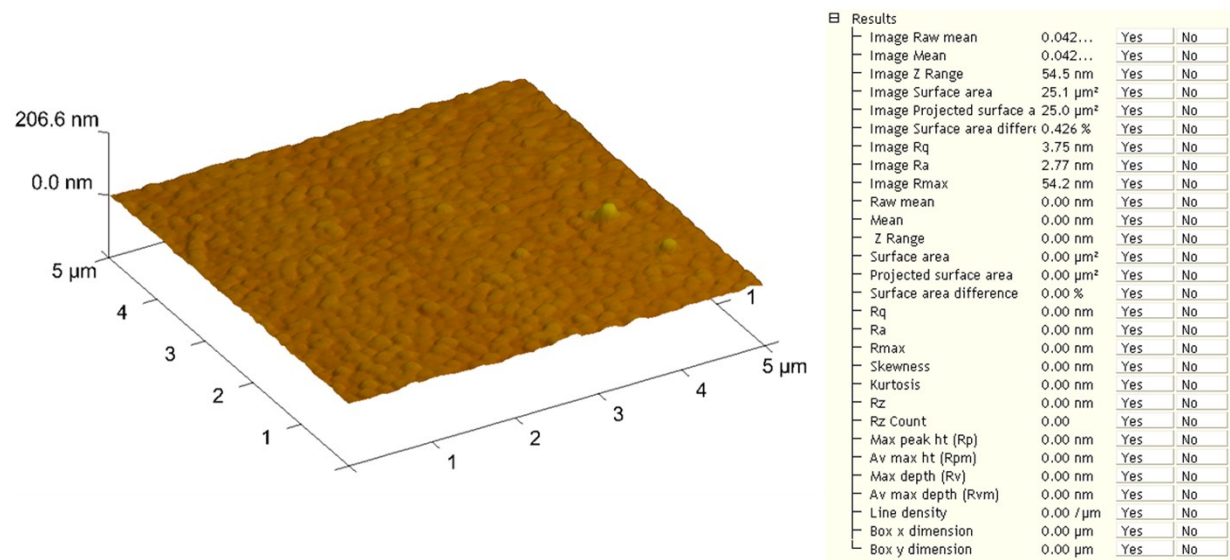 206.6 nm
0.0 nm
5 µm
4
3
2
1
1
2
3
4
5 µm
1
Results
Image Raw mean 0.042... Yes No
Image Mean 0.042... Yes No
Image Z Range 54.5 nm Yes No
Image Surface area 25.1 µm² Yes No
Image Projected surface a 25.0 µm² Yes No
Image Surface area differe 0.426 % Yes No
Image Rq 3.75 nm Yes No
Image Ra 2.77 nm Yes No
Image Rmax 54.2 nm Yes No
Raw mean 0.00 nm Yes No
Mean 0.00 nm Yes No
Z Range 0.00 nm Yes No
Surface area 0.00 µm² Yes No
Projected surface area 0.00 µm² Yes No
Surface area difference 0.00 % Yes No
Rq 0.00 nm Yes No
Ra 0.00 nm Yes No
Rmax 0.00 nm Yes No
Skewness 0.00 nm Yes No
Kurtosis 0.00 nm Yes No
Rz 0.00 nm Yes No
Rz Count 0.00 Yes No
Max peak ht (Rp) 0.00 nm Yes No
Av max ht (Rpm) 0.00 nm Yes No
Max depth (Rv) 0.00 nm Yes No
Av max depth (Rvm) 0.00 nm Yes No
Line density 0.00 /µm Yes No
Box x dimension 0.00 µm Yes No
Box y dimension 0.00 µm Yes No